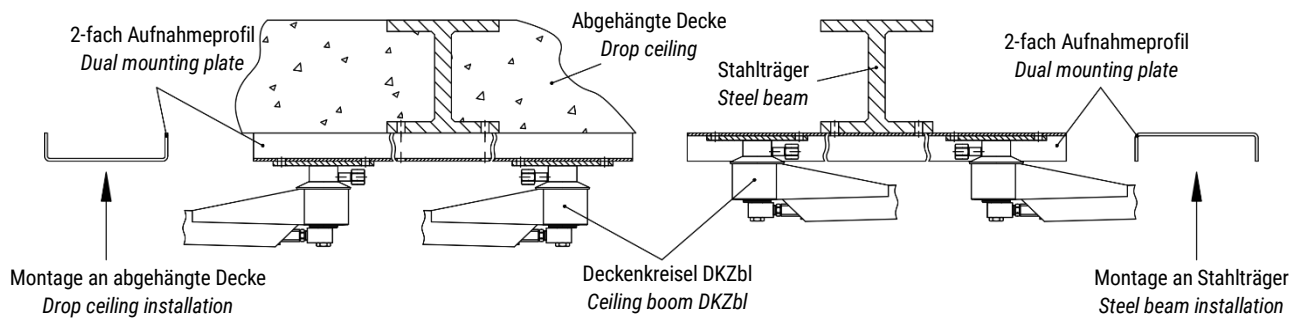 2-fach Aufnahmeprofil
Dual mounting plate
Abgehängte Decke
Drop ceiling
Stahlträger
Steel beam
2-fach Aufnahmeprofil
Dual mounting plate
Montage an abgehängte Decke
Drop ceiling installation
Deckenkreisel DKZbl
Ceiling boom DKZbl
Montage an Stahlträger
Steel beam installation